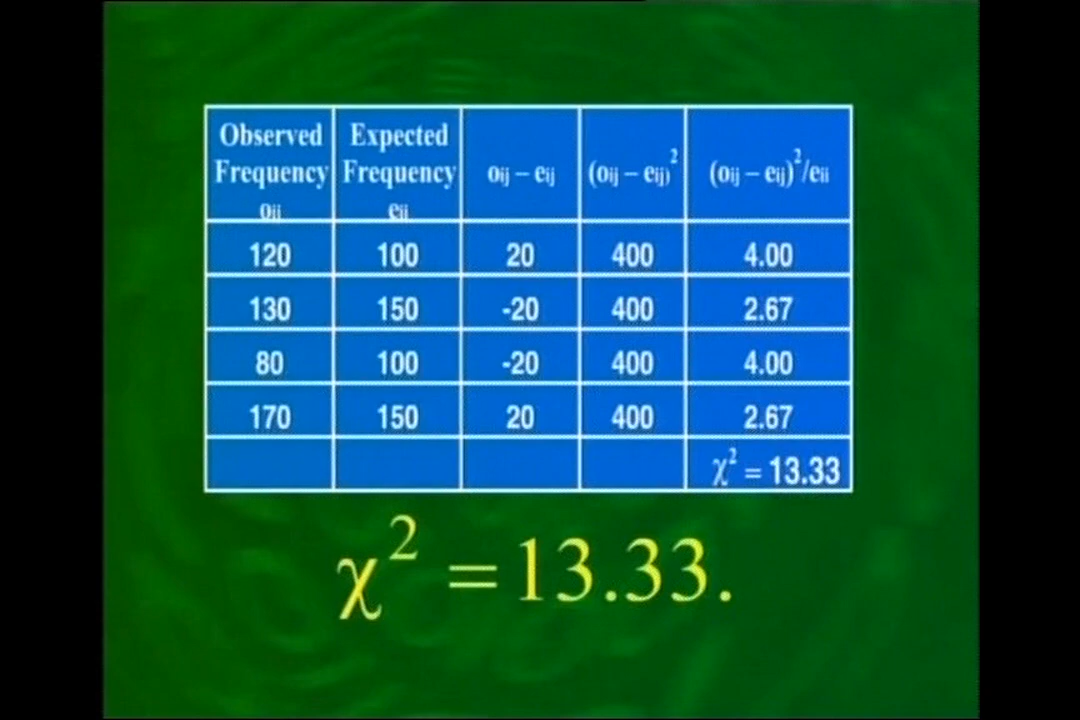 Observed Frequency oij | Expected Frequency eij | oij – eij | (oij – eij)² | (oij – eij)²/eii
120 | 100 | 20 | 400 | 4.00
130 | 150 | -20 | 400 | 2.67
80 | 100 | -20 | 400 | 4.00
170 | 150 | 20 | 400 | 2.67
χ² = 13.33
χ² = 13.33.